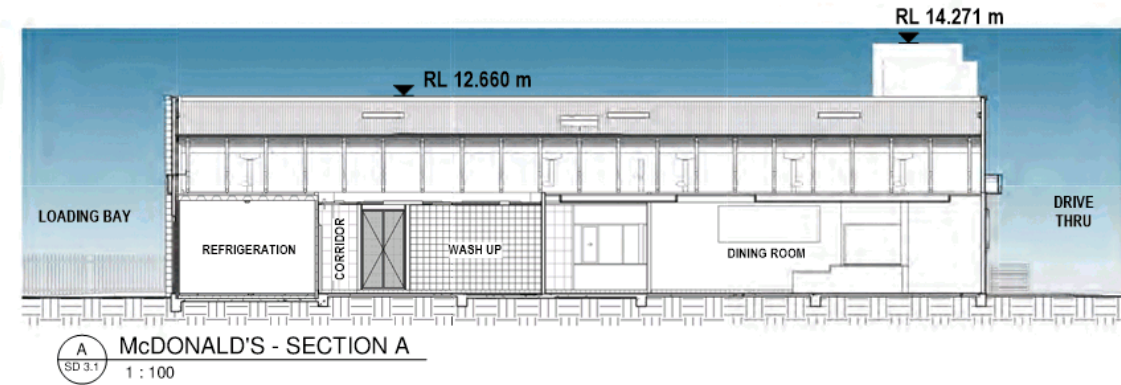 RL 14.271 m
RL 12.660 m
LOADING BAY
REFRIGERATION
CORRIDOR
WASH UP
DINING ROOM
DRIVE
THRU
A
SD 3.1
McDONALD'S - SECTION A
1 : 100